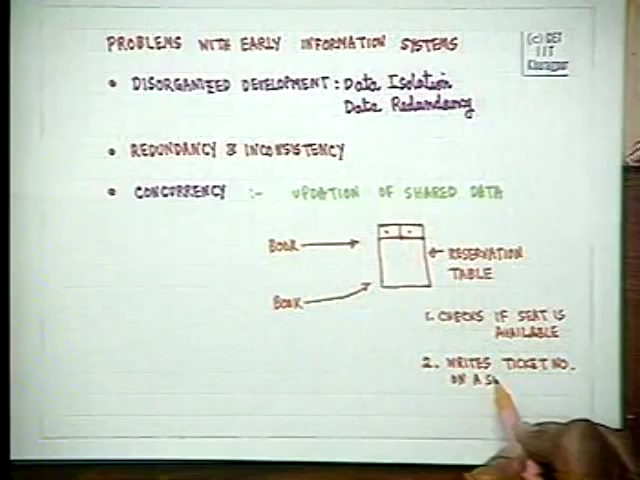 PROBLEMS WITH EARLY INFORMATION SYSTEMS
(c) CET
I I T
Kharagpur
• DISORGANIZED DEVELOPMENT : Data Isolation
Data Redundancy
• REDUNDANCY & INCONSISTENCY
• CONCURRENCY :- UPDATION OF SHARED DATA
BOOK
RESERVATION
TABLE
BOOK
1. CHECKS IF SEAT IS
AVAILABLE
2. WRITES TICKET NO.
ON A S